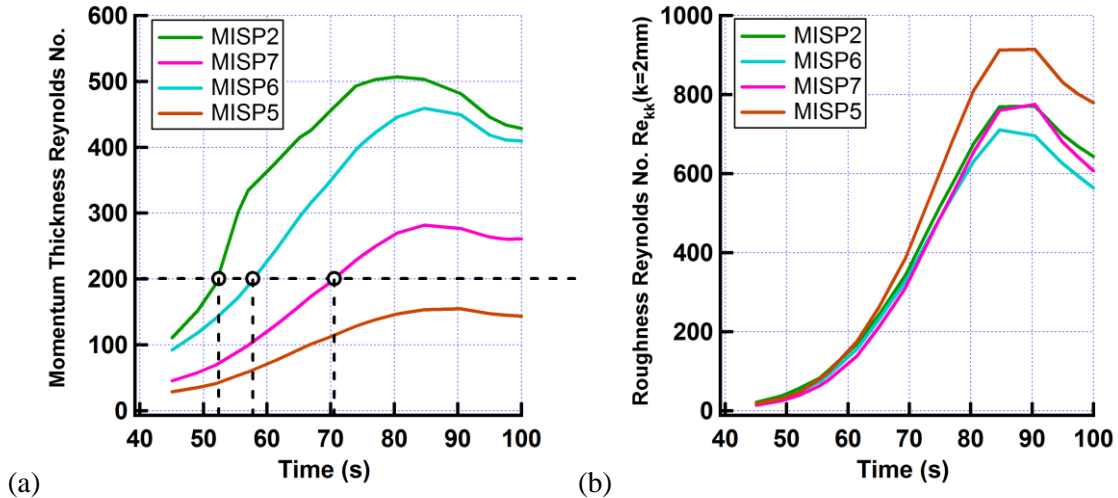 600
500
400
300
200
100
0
Momentum Thickness Reynolds No.
MISP2
MISP7
MISP6
MISP5
40 50 60 70 80 90 100
Time (s)
(a)
1000
800
600
400
200
0
Roughness Reynolds No. Rekk(k=2mm)
MISP2
MISP6
MISP7
MISP5
40 50 60 70 80 90 100
Time (s)
(b)